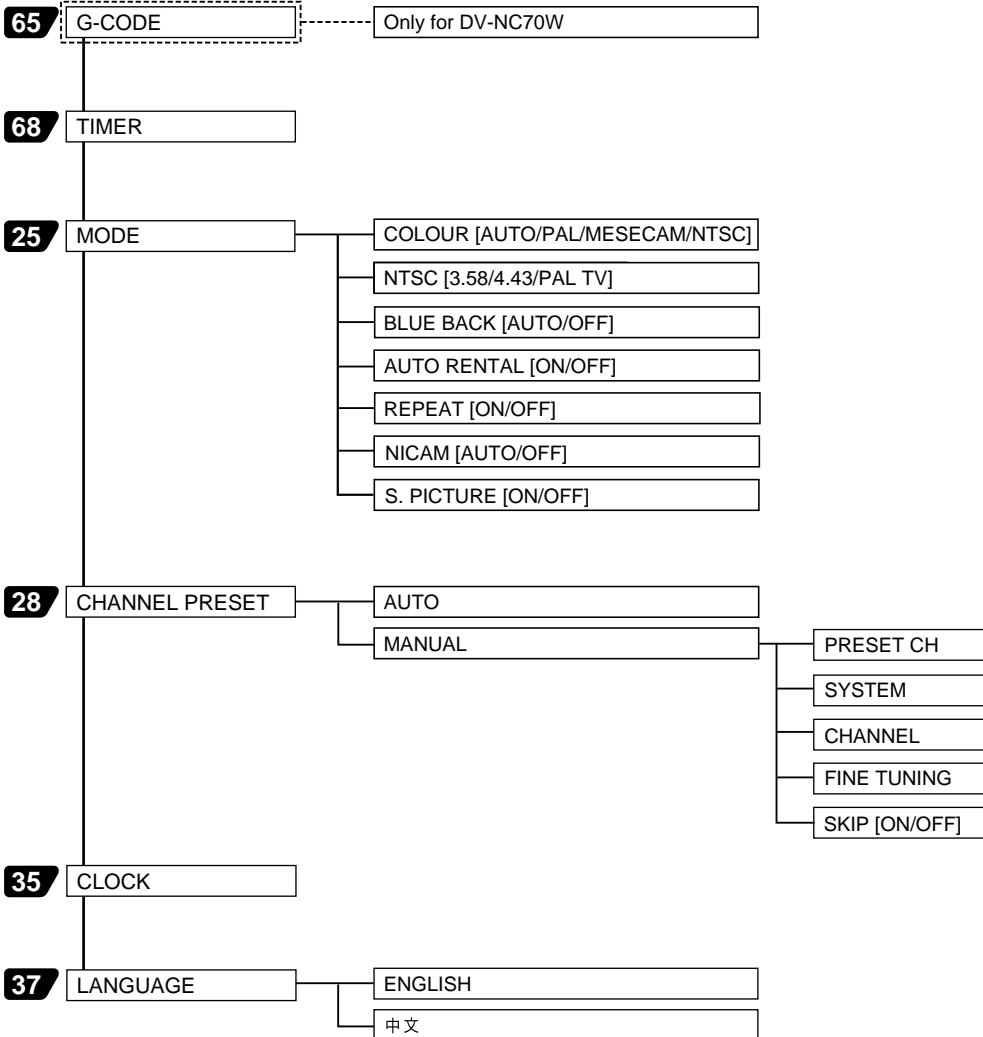 65 G-CODE Only for DV-NC70W
68 TIMER
25 MODE COLOUR [AUTO/PAL/MESECAM/NTSC]
NTSC [3.58/4.43/PAL TV]
BLUE BACK [AUTO/OFF]
AUTO RENTAL [ON/OFF]
REPEAT [ON/OFF]
NICAM [AUTO/OFF]
S. PICTURE [ON/OFF]
28 CHANNEL PRESET AUTO
MANUAL PRESET CH
SYSTEM
CHANNEL
FINE TUNING
SKIP [ON/OFF]
35 CLOCK
37 LANGUAGE ENGLISH
中文